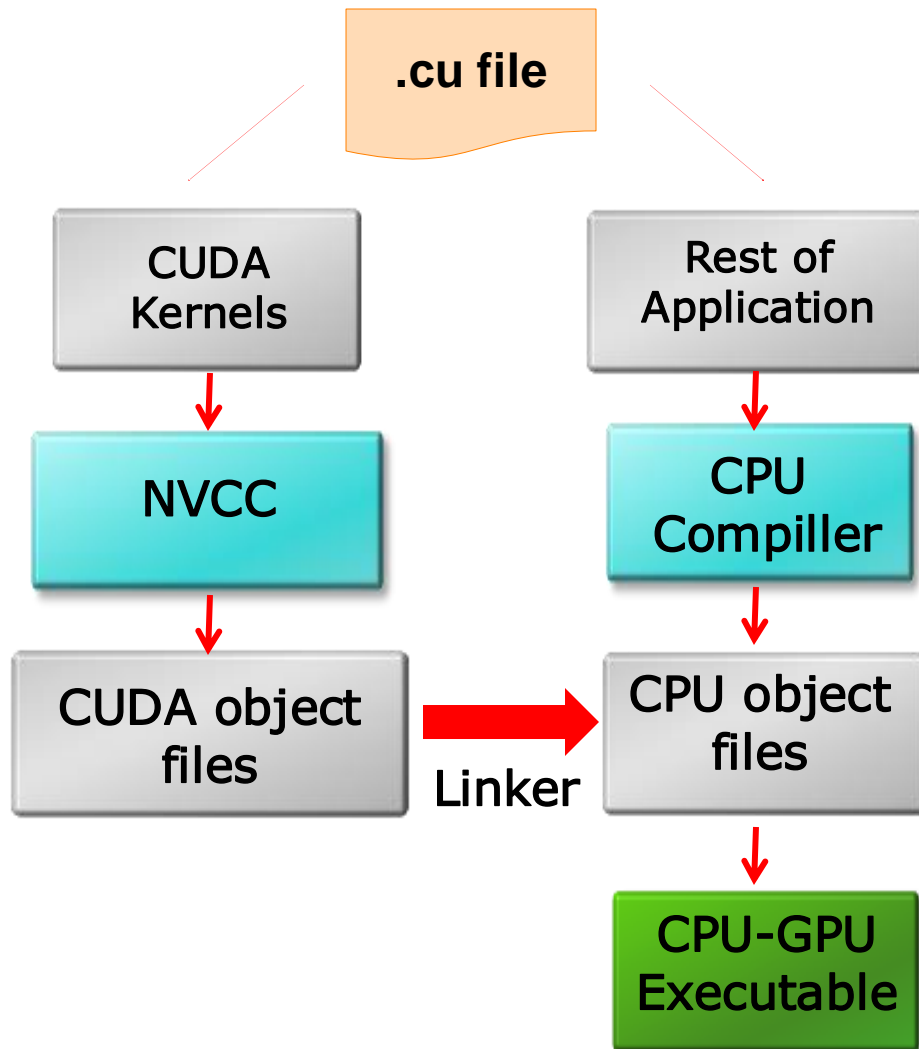 .cu file
CUDA
Kernels
Rest of
Application
NVCC
CPU
Compiller
CUDA object
files
Linker
CPU object
files
CPU-GPU
Executable